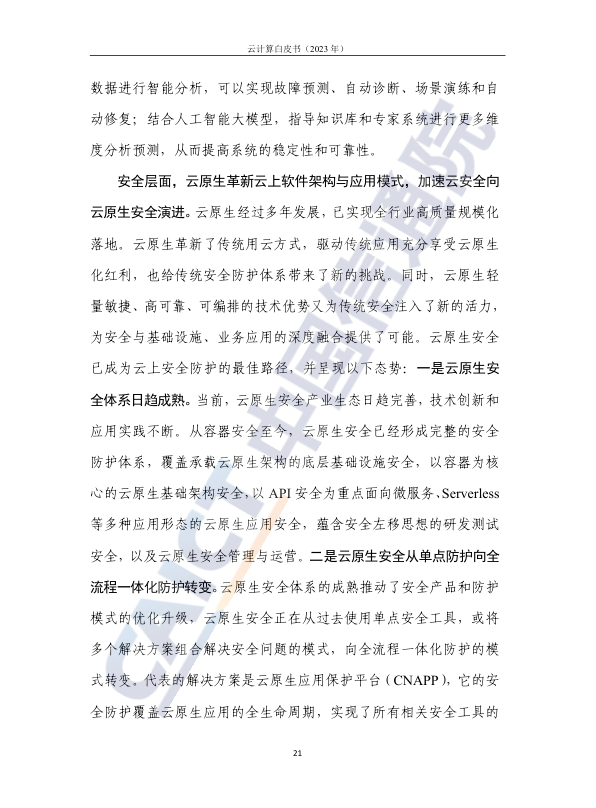 云计算白皮书（2023 年）
数据进行智能分析，可以实现故障预测、自动诊断、场景演练和自
动修复；结合人工智能大模型，指导知识库和专家系统进行更多维
度分析预测，从而提高系统的稳定性和可靠性。
安全层面，云原生革新云上软件架构与应用模式，加速云安全向
云原生安全演进。云原生经过多年发展，已实现全行业高质量规模化
落地。云原生革新了传统用云方式，驱动传统应用充分享受云原生
化红利，也给传统安全防护体系带来了新的挑战。同时，云原生轻
量敏捷、高可靠、可编排的技术优势又为传统安全注入了新的活力，
为安全与基础设施、业务应用的深度融合提供了可能。云原生安全
已成为云上安全防护的最佳路径，并呈现以下态势：一是云原生安
全体系日趋成熟。当前，云原生安全产业生态日趋完善，技术创新和
应用实践不断。从容器安全至今，云原生安全已经形成完整的安全
防护体系，覆盖承载云原生架构的底层基础设施安全，以容器为核
心的云原生基础架构安全，以 API 安全为重点面向微服务、Serverless
等多种应用形态的云原生应用安全，蕴含安全左移思想的研发测试
安全，以及云原生安全管理与运营。二是云原生安全从单点防护向全
流程一体化防护转变。云原生安全体系的成熟推动了安全产品和防护
模式的优化升级，云原生安全正在从过去使用单点安全工具，或将
多个解决方案组合解决安全问题的模式，向全流程一体化防护的模
式转变。代表的解决方案是云原生应用保护平台（CNAPP），它的安
全防护覆盖云原生应用的全生命周期，实现了所有相关安全工具的
21
CAICT 中国信通院